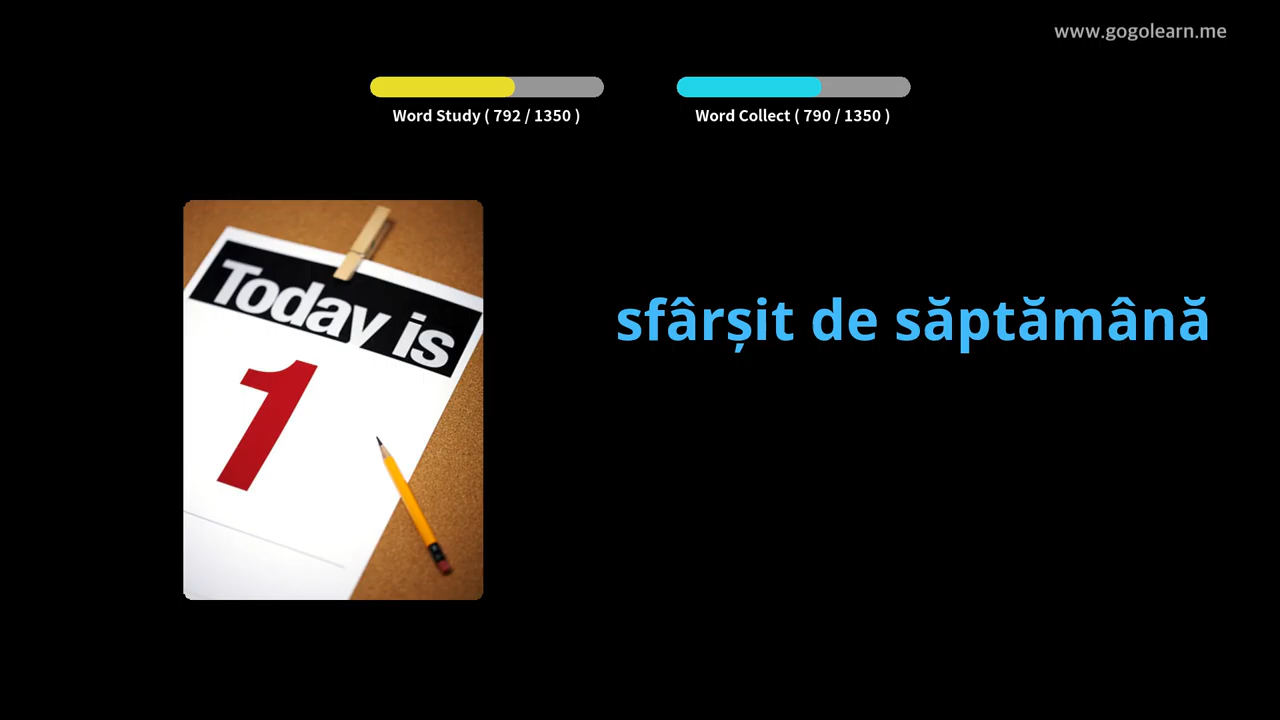 www.gogolearn.me
Word Study ( 792 / 1350 )
Word Collect ( 790 / 1350 )
Today is
1
sfârșit de săptămână